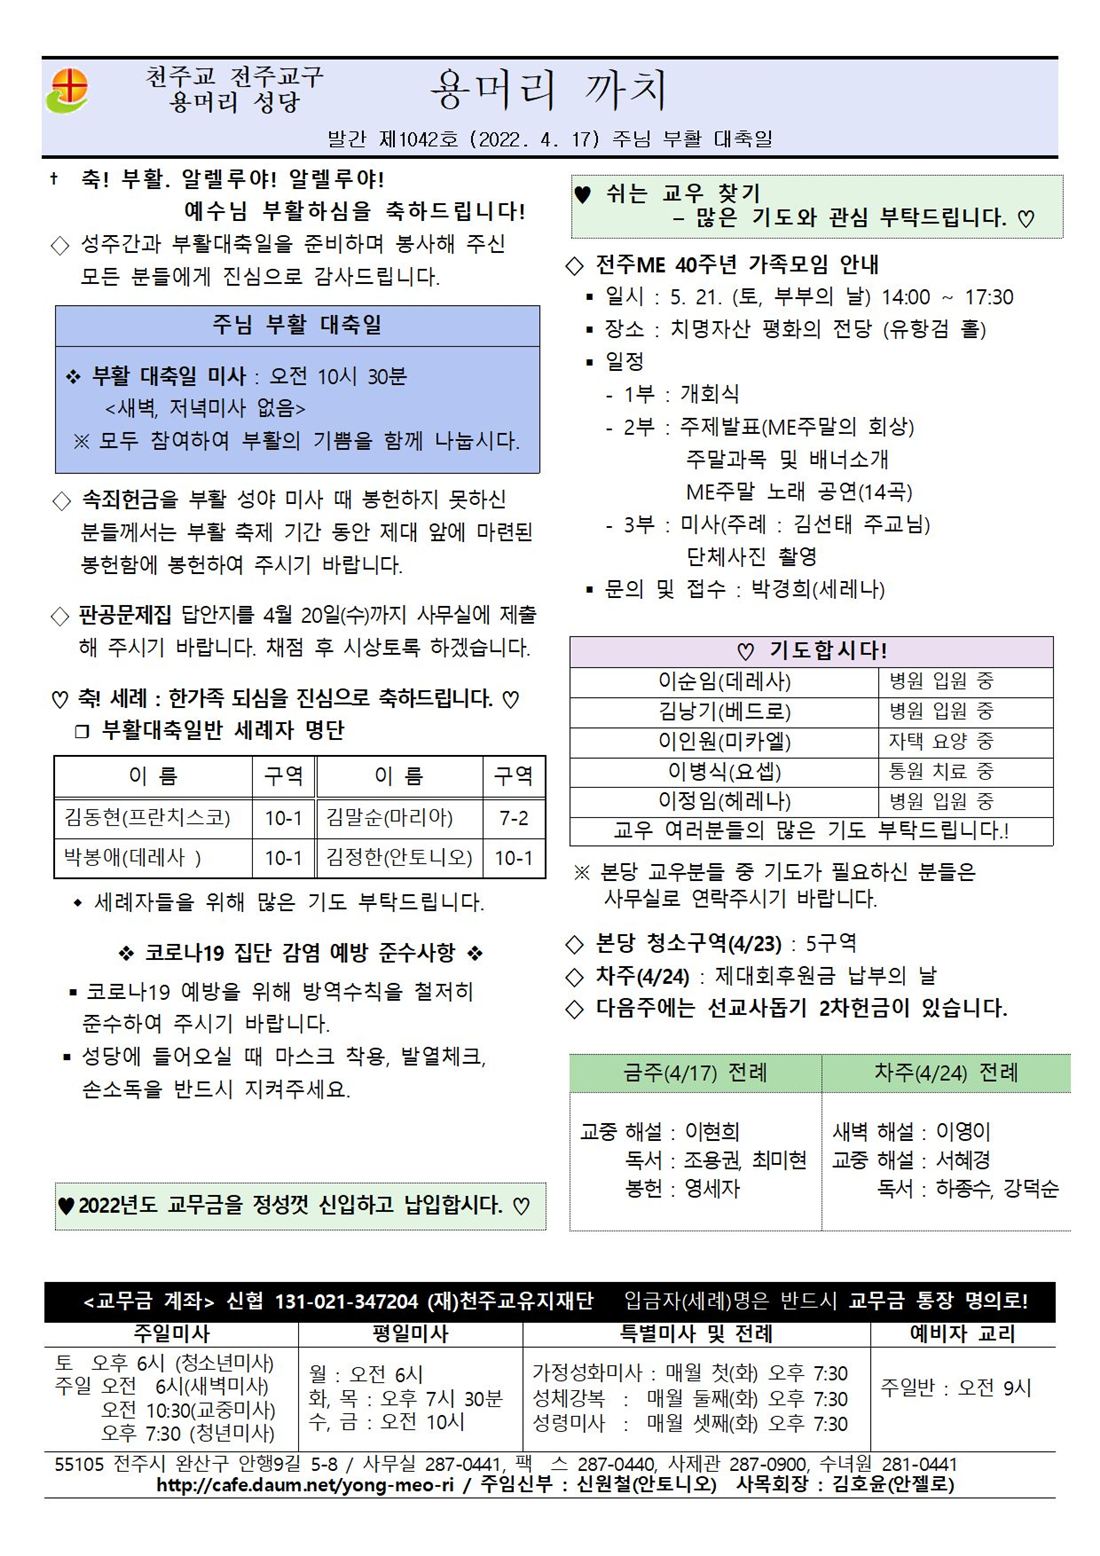 천주교 전주교구
용머리 성당
용머리 까치
발간 제1042호 (2022. 4. 17) 주님 부활 대축일
† 축! 부활. 알렐루야! 알렐루야!
예수님 부활하심을 축하드립니다!
◇ 성주간과 부활대축일을 준비하며 봉사해 주신
모든 분들에게 진심으로 감사드립니다.
주님 부활 대축일
❖ 부활 대축일 미사 : 오전 10시 30분
<새벽, 저녁미사 없음>
※ 모두 참여하여 부활의 기쁨을 함께 나눕시다.
◇ 속죄헌금을 부활 성야 미사 때 봉헌하지 못하신
분들께서는 부활 축제 기간 동안 제대 앞에 마련된
봉헌함에 봉헌하여 주시기 바랍니다.
◇ 판공문제집 답안지를 4월 20일(수)까지 사무실에 제출
해 주시기 바랍니다. 채점 후 시상토록 하겠습니다.
♡ 축! 세례 : 한가족 되심을 진심으로 축하드립니다. ♡
❒ 부활대축일반 세례자 명단
이 름 구역 이 름 구역
김동현(프란치스코) 10-1 김말순(마리아) 7-2
박봉애(데레사 ) 10-1 김정한(안토니오) 10-1
◆ 세례자들을 위해 많은 기도 부탁드립니다.
❖ 코로나19 집단 감염 예방 준수사항 ❖
▪ 코로나19 예방을 위해 방역수칙을 철저히
준수하여 주시기 바랍니다.
▪ 성당에 들어오실 때 마스크 착용, 발열체크,
손소독을 반드시 지켜주세요.
♥2022년도 교무금을 정성껏 신입하고 납입합시다. ♡
♥ 쉬는 교우 찾기
– 많은 기도와 관심 부탁드립니다. ♡
◇ 전주ME 40주년 가족모임 안내
▪ 일시 : 5. 21. (토, 부부의 날) 14:00 ~ 17:30
▪ 장소 : 치명자산 평화의 전당 (유항검 홀)
▪ 일정
- 1부 : 개회식
- 2부 : 주제발표(ME주말의 회상)
주말과목 및 배너소개
ME주말 노래 공연(14곡)
- 3부 : 미사(주례 : 김선태 주교님)
단체사진 촬영
▪ 문의 및 접수 : 박경희(세레나)
♡ 기도합시다!
이순임(데레사) 병원 입원 중
김낭기(베드로) 병원 입원 중
이인원(미카엘) 자택 요양 중
이병식(요셉) 통원 치료 중
이정임(헤레나) 병원 입원 중
교우 여러분들의 많은 기도 부탁드립니다.!
※ 본당 교우분들 중 기도가 필요하신 분들은
사무실로 연락주시기 바랍니다.
◇ 본당 청소구역(4/23) : 5구역
◇ 차주(4/24) : 제대회후원금 납부의 날
◇ 다음주에는 선교사돕기 2차헌금이 있습니다.
금주(4/17) 전례 차주(4/24) 전례
교중 해설 : 이현희 새벽 해설 : 이영이
독서 : 조용권, 최미현 교중 해설 : 서혜경
봉헌 : 영세자 독서 : 하종수, 강덕순
<교무금 계좌> 신협 131-021-347204 (재)천주교유지재단 입금자(세례)명은 반드시 교무금 통장 명의로!
주일미사 평일미사 특별미사 및 전례 예비자 교리
토 오후 6시 (청소년미사)
주일 오전 6시(새벽미사)
오전 10:30(교중미사)
오후 7:30 (청년미사)
월 : 오전 6시
화, 목 : 오후 7시 30분
수, 금 : 오전 10시
가정성화미사 : 매월 첫(화) 오후 7:30
성체강복 : 매월 둘째(화) 오후 7:30
성령미사 : 매월 셋째(화) 오후 7:30
주일반 : 오전 9시
55105 전주시 완산구 안행9길 5-8 / 사무실 287-0441, 팩 스 287-0440, 사제관 287-0900, 수녀원 281-0441
http://cafe.daum.net/yong-meo-ri / 주임신부 : 신원철(안토니오) 사목회장 : 김호윤(안젤로)